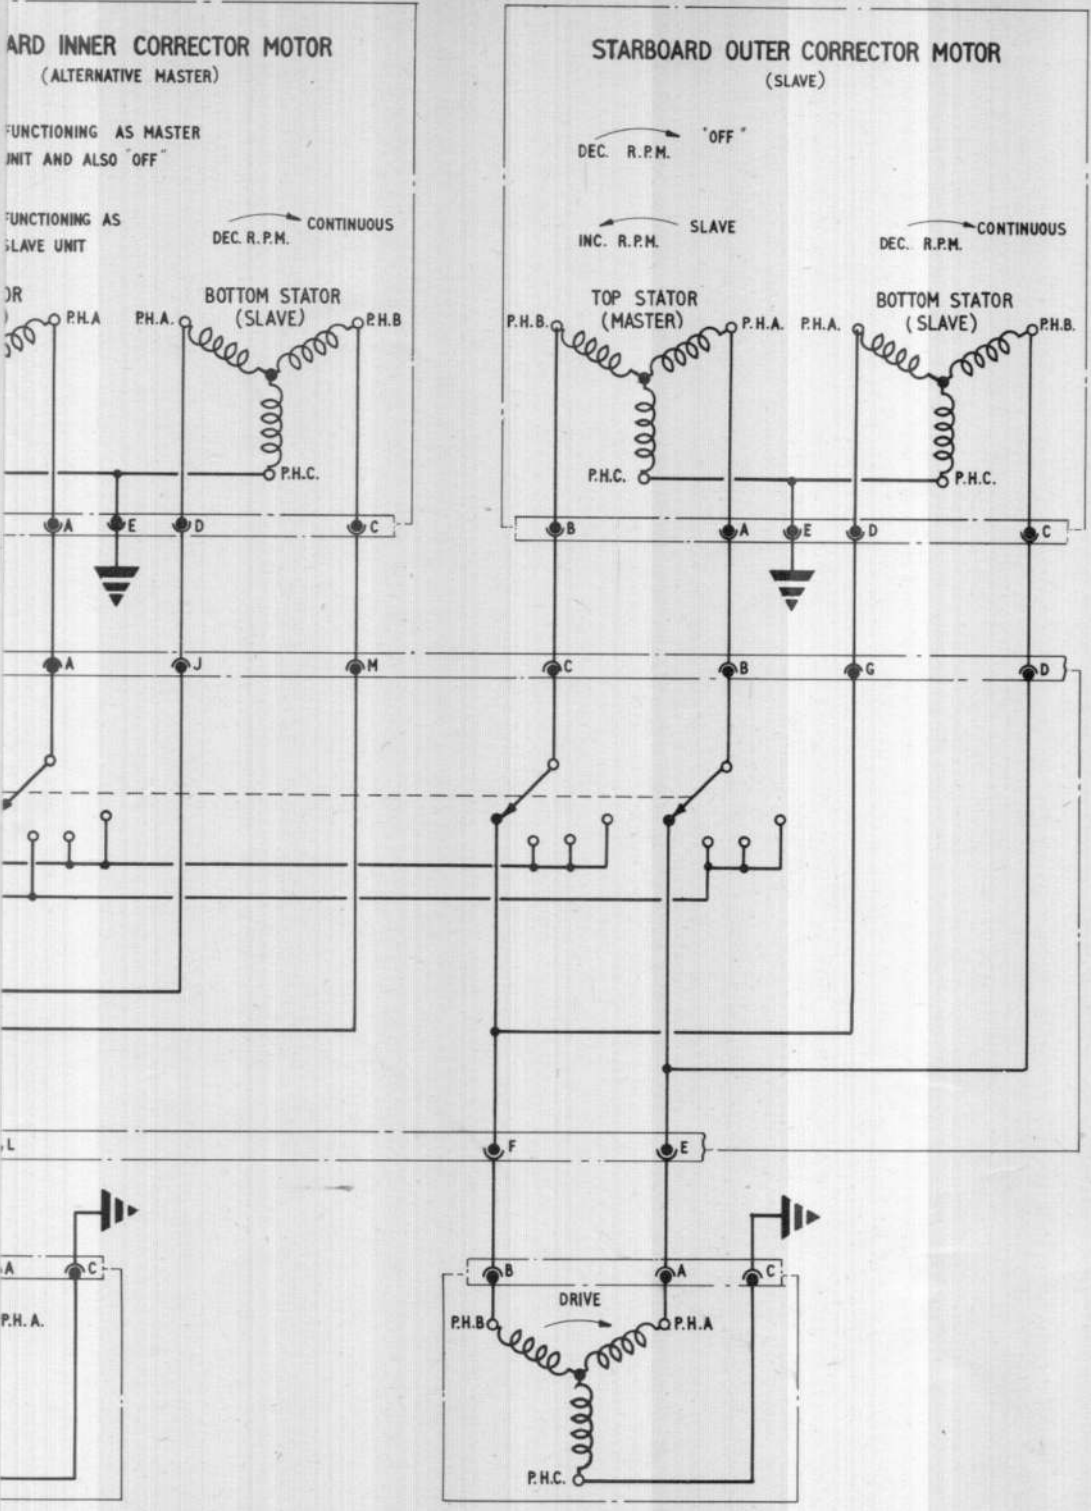 ARD INNER CORRECTOR MOTOR
(ALTERNATIVE MASTER)
FUNCTIONING AS MASTER
UNIT AND ALSO "OFF"
FUNCTIONING AS
SLAVE UNIT
DEC. R.P.M. CONTINUOUS
OR
)
BOTTOM STATOR
(SLAVE)
P.H.A P.H.A. P.H.B
P.H.C.
A E D C
A J M
STARBOARD OUTER CORRECTOR MOTOR
(SLAVE)
DEC. R.P.M. "OFF"
INC. R.P.M. SLAVE
DEC. R.P.M. CONTINUOUS
TOP STATOR
(MASTER)
BOTTOM STATOR
(SLAVE)
P.H.B. P.H.A. P.H.A. P.H.B.
P.H.C. P.H.C.
B A E D C
C B G D
L F E
A C
P.H.A.
B A C
DRIVE
P.H.B P.H.A
P.H.C.